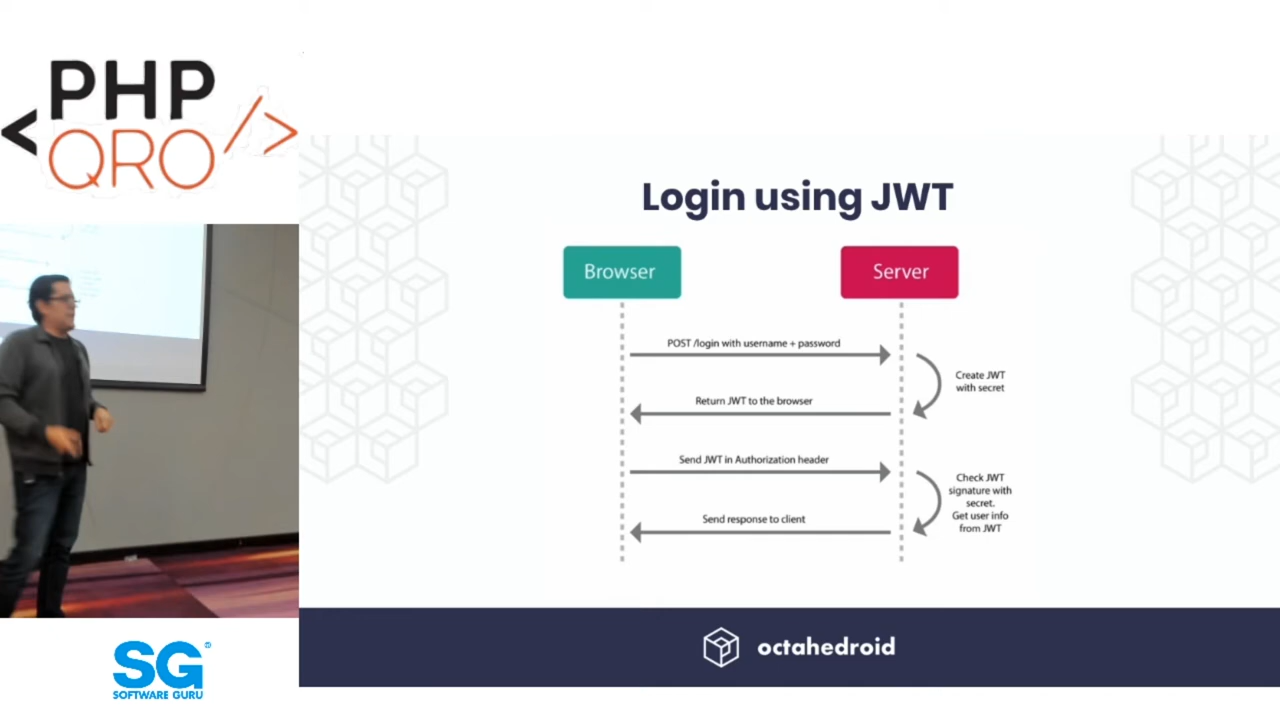 PHP
< QRO />
Login using JWT
Browser
Server
POST /login with username + password
Create JWT
with secret
Return JWT to the browser
Send JWT in Authorization header
Check JWT
signature with
secret.
Get user info
from JWT
Send response to client
octahedroid
SG®
SOFTWARE GURU